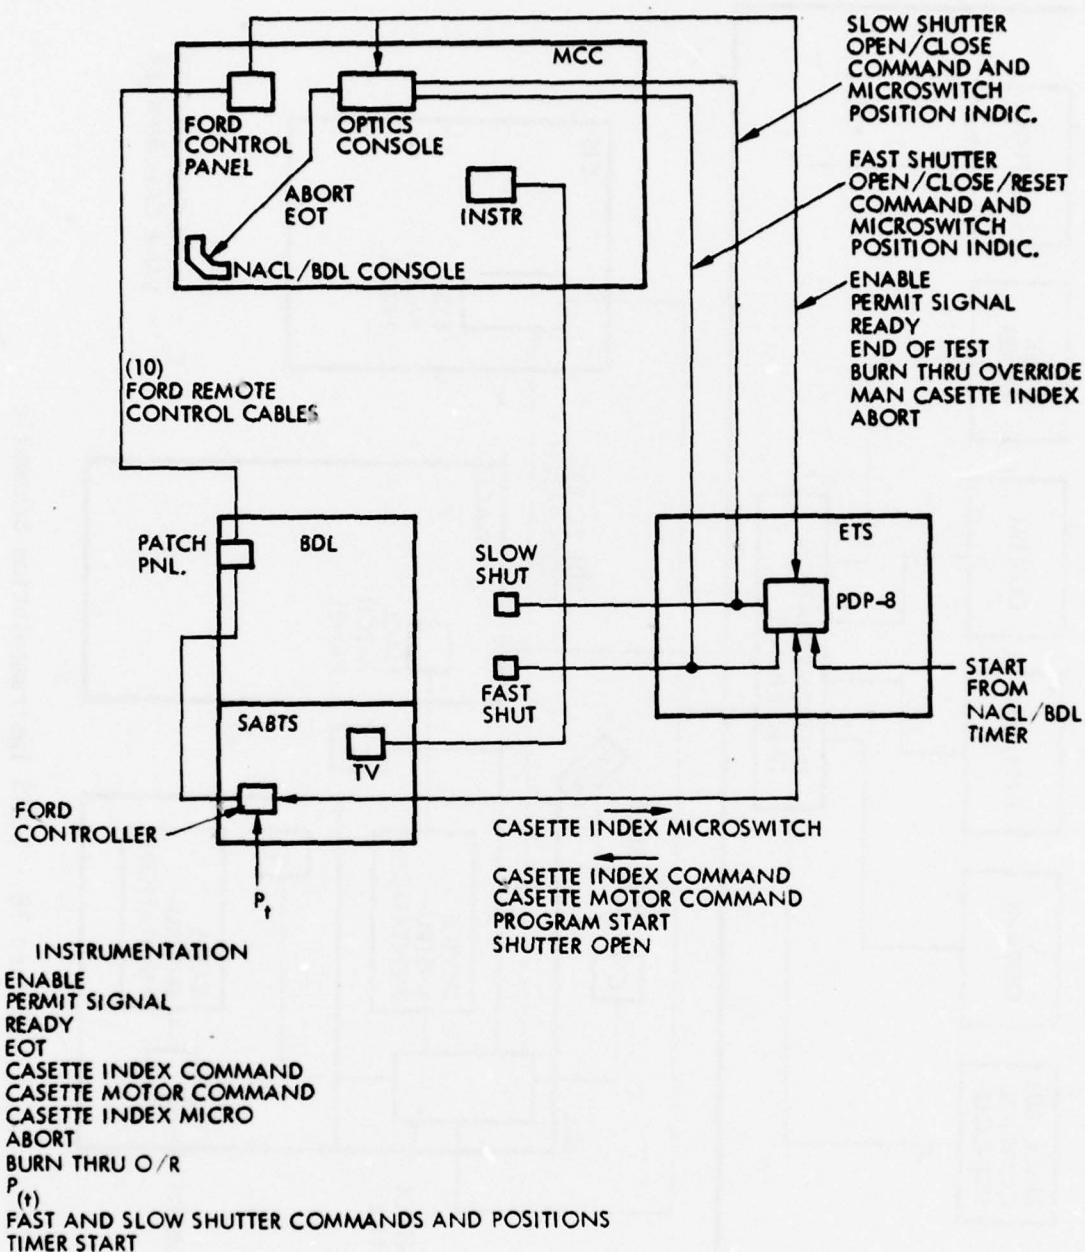 SLOW SHUTTER
OPEN/CLOSE
COMMAND AND
MICROSWITCH
POSITION INDIC.
MCC
FORD
CONTROL
PANEL
OPTICS
CONSOLE
ABORT
EOT
INSTR
NACL/BDL CONSOLE
FAST SHUTTER
OPEN/CLOSE/RESET
COMMAND AND
MICROSWITCH
POSITION INDIC.
ENABLE
PERMIT SIGNAL
READY
END OF TEST
BURN THRU OVERRIDE
MAN CASETTE INDEX
ABORT
(10)
FORD REMOTE
CONTROL CABLES
PATCH
PNL.
BDL
SLOW
SHUT
ETS
PDP-8
FAST
SHUT
START
FROM
NACL/BDL
TIMER
SABTS
TV
FORD
CONTROLLER
Pt
CASETTE INDEX MICROSWITCH
CASETTE INDEX COMMAND
CASETTE MOTOR COMMAND
PROGRAM START
SHUTTER OPEN
INSTRUMENTATION
ENABLE
PERMIT SIGNAL
READY
EOT
CASETTE INDEX COMMAND
CASETTE MOTOR COMMAND
CASETTE INDEX MICRO
ABORT
BURN THRU O/R
P(t)
FAST AND SLOW SHUTTER COMMANDS AND POSITIONS
TIMER START